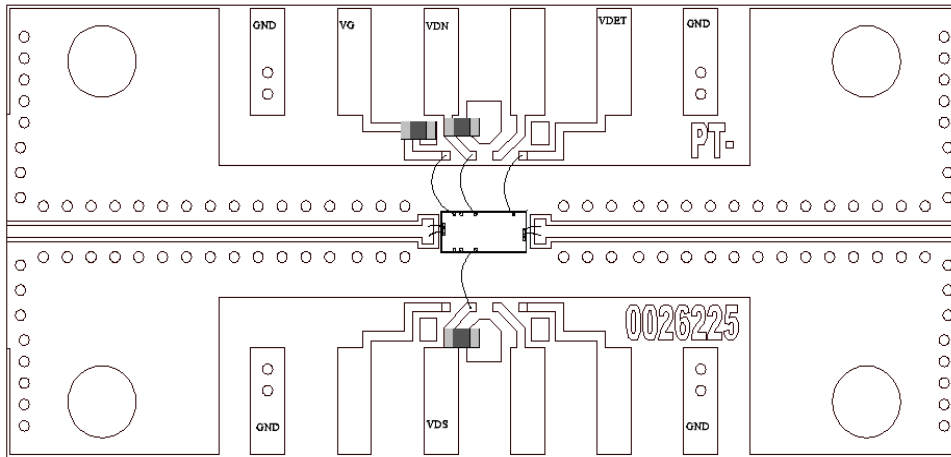 GND
VG
VDN
VDET
GND
PT-
0026225
GND
VDS
GND